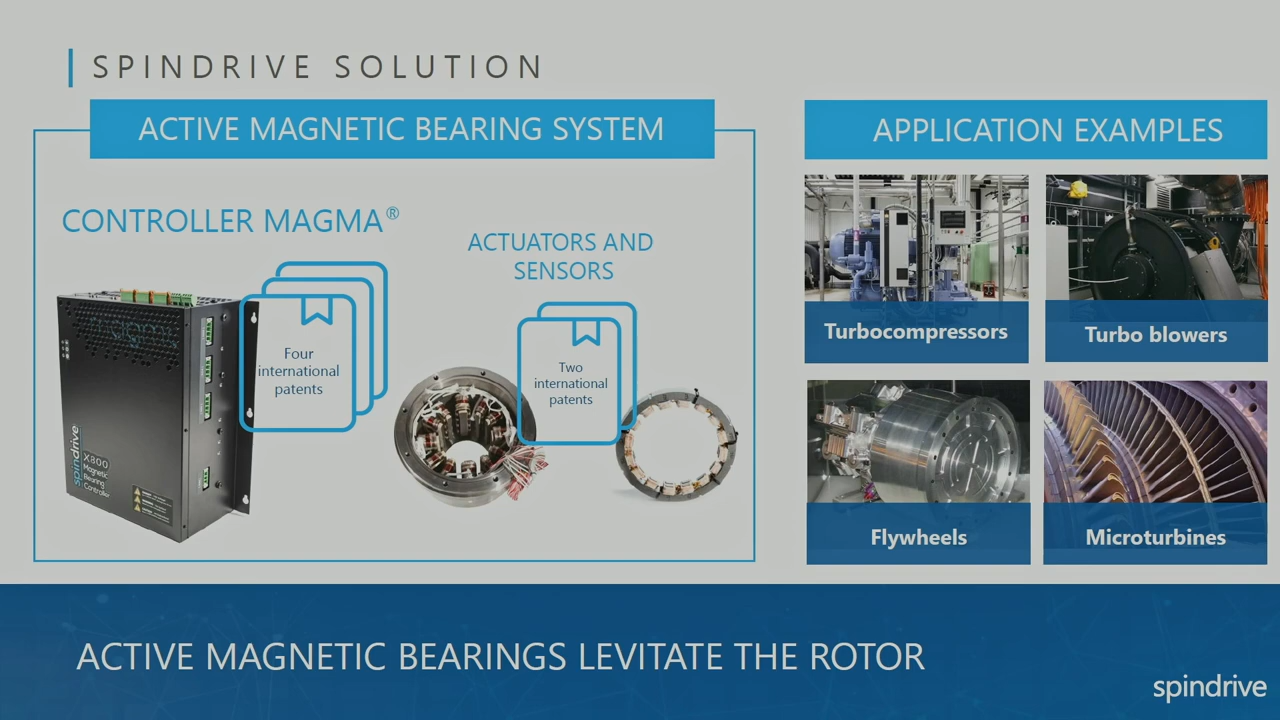 SPINDRIVE SOLUTION
ACTIVE MAGNETIC BEARING SYSTEM
CONTROLLER MAGMA®
ACTUATORS AND
SENSORS
Four
international
patents
Two
international
patents
spindrive
X800
Magnetic
Bearing
Controller
APPLICATION EXAMPLES
Turbocompressors
Turbo blowers
Flywheels
Microturbines
ACTIVE MAGNETIC BEARINGS LEVITATE THE ROTOR
spindrive